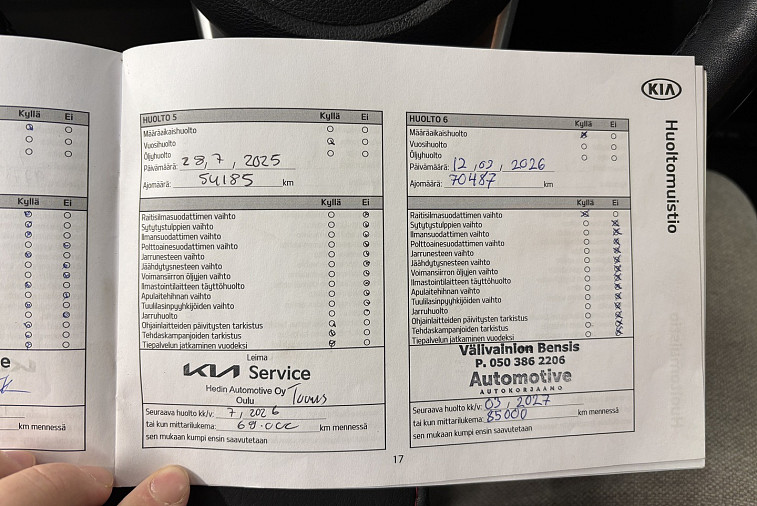 Kyllä Ei
Kyllä Ei
e
km mennessä
HUOLTO 5 Kyllä Ei
Määräaikaishuolto
Vuosihuolto
Öljyhuolto
Päivämäärä: 28,7, 2025
Ajomäärä: 54185 km
Kyllä Ei
Raitisilmasuodattimen vaihto
Sytytystulppien vaihto
Ilmansuodattimen vaihto
Polttoainesuodattimen vaihto
Jarrunesteen vaihto
Jäähdytysnesteen vaihto
Voimansiirron öljyjen vaihto
Ilmastointilaitteen täyttöhuolto
Apulaitehihnan vaihto
Tuulilasinpyyhkijöiden vaihto
Jarruhuolto
Ohjainlaitteiden päivitysten tarkistus
Tehdaskampanjoiden tarkistus
Tiepalvelun jatkaminen vuodeksi
Leima
KIA Service
Hedin Automotive Oy
Oulu
Seuraava huolto kk/v: 7, 2026
tai kun mittarilukema: 69.000 km mennessä
sen mukaan kumpi ensin saavutetaan
HUOLTO 6 Kyllä Ei
Määräaikaishuolto
Vuosihuolto
Öljyhuolto
Päivämäärä: 12,03, 2026
Ajomäärä: 70487 km
Kyllä Ei
Raitisilmasuodattimen vaihto
Sytytystulppien vaihto
Ilmansuodattimen vaihto
Polttoainesuodattimen vaihto
Jarrunesteen vaihto
Jäähdytysnesteen vaihto
Voimansiirron öljyjen vaihto
Ilmastointilaitteen täyttöhuolto
Apulaitehihnan vaihto
Tuulilasinpyyhkijöiden vaihto
Jarruhuolto
Ohjainlaitteiden päivitysten tarkistus
Tehdaskampanjoiden tarkistus
Tiepalvelun jatkaminen vuodeksi
Välivainion Bensis
P. 050 386 2206
Automotive
AUTOKORJAAMO
Seuraava huolto kk/v: 03, 2027
tai kun mittarilukema: 85000 km mennessä
sen mukaan kumpi ensin saavutetaan
17
KIA
Huoltomuistio